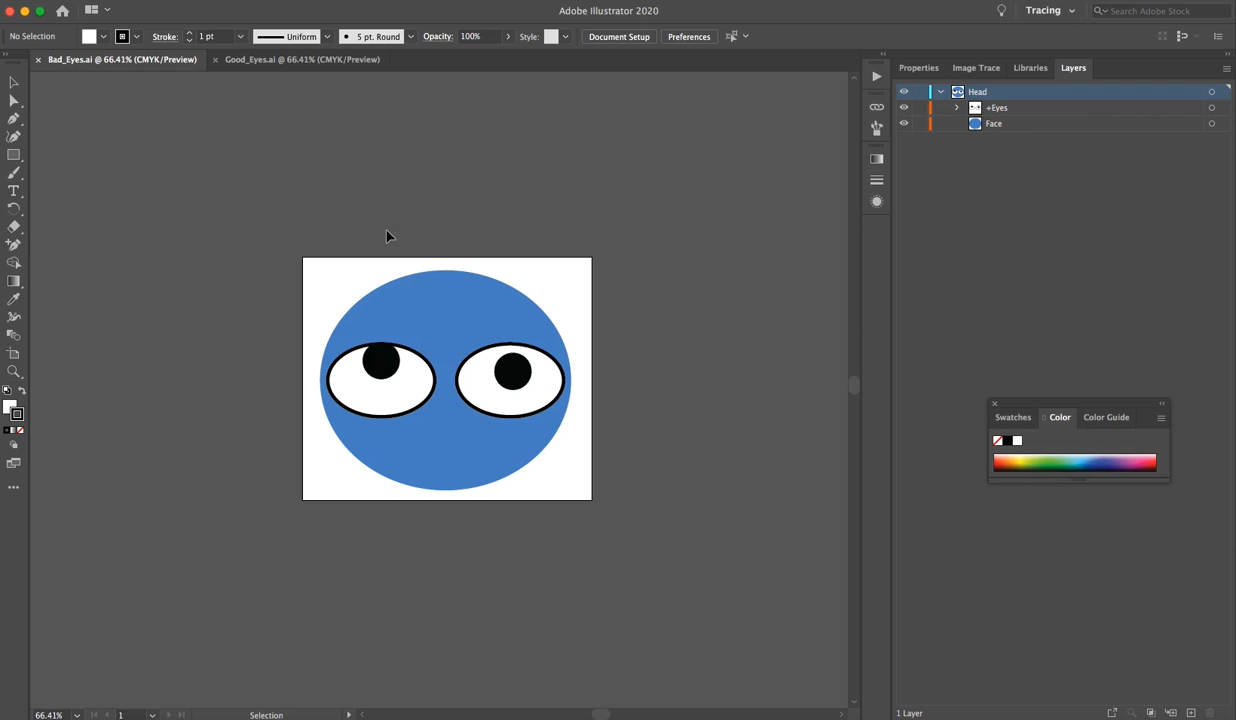 Adobe Illustrator 2020
Tracing
Search Adobe Stock
No Selection
Stroke:
1 pt
Uniform
5 pt. Round
Opacity:
100%
Style:
Document Setup
Preferences
Bad_Eyes.ai @ 66.41% (CMYK/Preview)
Good_Eyes.ai @ 66.41% (CMYK/Preview)
Properties
Image Trace
Libraries
Layers
Head
+Eyes
Face
Swatches
Color
Color Guide
66.41%
1
Selection
1 Layer